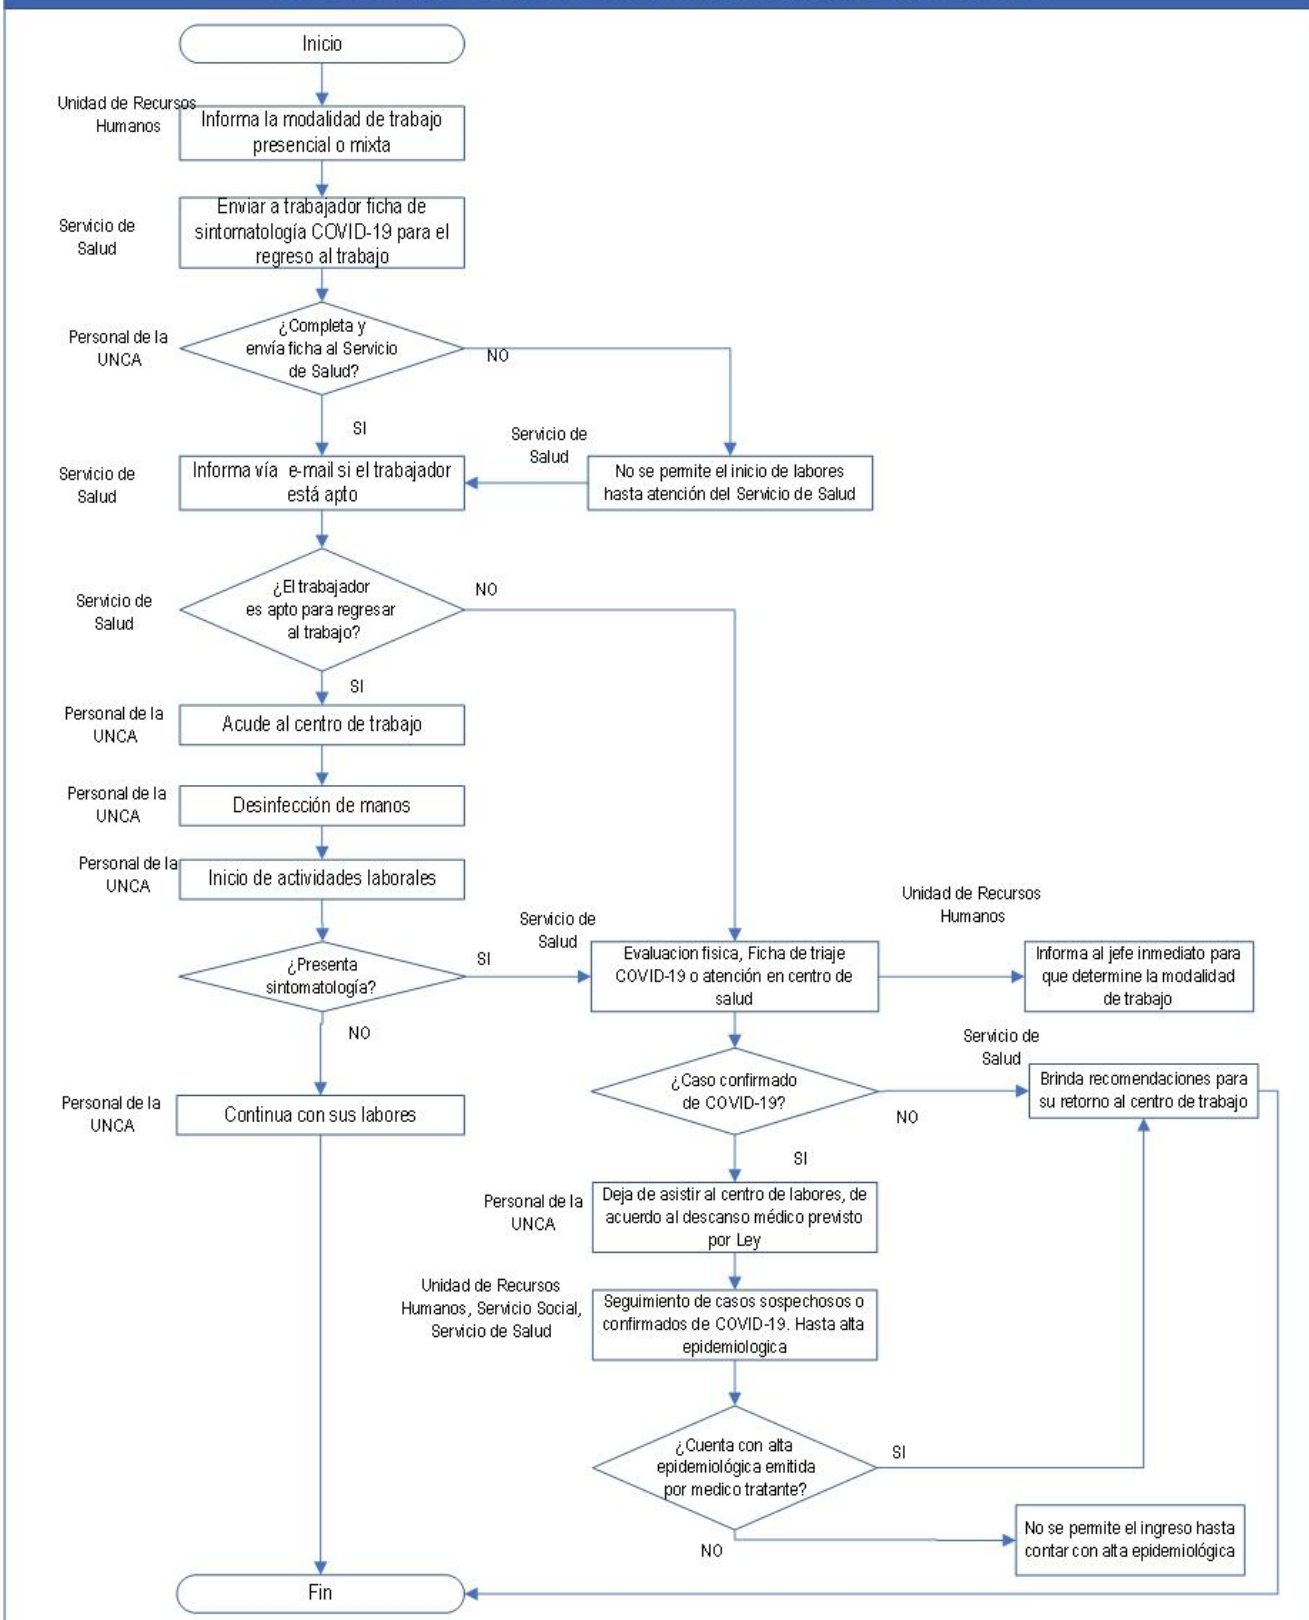 Inicio
Unidad de Recursos
Humanos
Informa la modalidad de trabajo
presencial o mixta
Servicio de
Salud
Enviar a trabajador ficha de
sintomatología COVID-19 para el
regreso al trabajo
Personal de la
UNCA
¿Completa y
envía ficha al Servicio
de Salud?
NO
SI
Servicio de
Salud
No se permite el inicio de labores
hasta atención del Servicio de Salud
Servicio de
Salud
Informa vía e-mail si el trabajador
está apto
Servicio de
Salud
¿El trabajador
es apto para regresar
al trabajo?
NO
SI
Personal de la
UNCA
Acude al centro de trabajo
Personal de la
UNCA
Desinfección de manos
Personal de la
UNCA
Inicio de actividades laborales
¿Presenta
sintomatología?
SI
NO
Servicio de
Salud
Evaluacion fisica, Ficha de triaje
COVID-19 o atención en centro de
salud
Unidad de Recursos
Humanos
Informa al jefe inmediato para
que determine la modalidad
de trabajo
Personal de la
UNCA
Continua con sus labores
¿Caso confirmado
de COVID-19?
NO
SI
Servicio de
Salud
Brinda recomendaciones para
su retorno al centro de trabajo
Personal de la
UNCA
Deja de asistir al centro de labores, de
acuerdo al descanso médico previsto
por Ley
Unidad de Recursos
Humanos, Servicio Social,
Servicio de Salud
Seguimiento de casos sospechosos o
confirmados de COVID-19. Hasta alta
epidemiologica
¿Cuenta con alta
epidemiológica emitida
por medico tratante?
SI
NO
No se permite el ingreso hasta
contar con alta epidemiológica
Fin